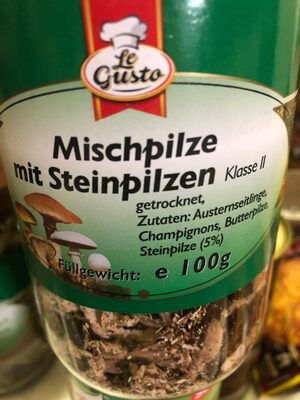 Le
Gusto
Mischpilze
mit Steinpilzen Klasse II
getrocknet,
Zutaten: Austernseitlinge,
Champignons, Butterpilze,
Steinpilze (5%)
Füllgewicht: e 100g